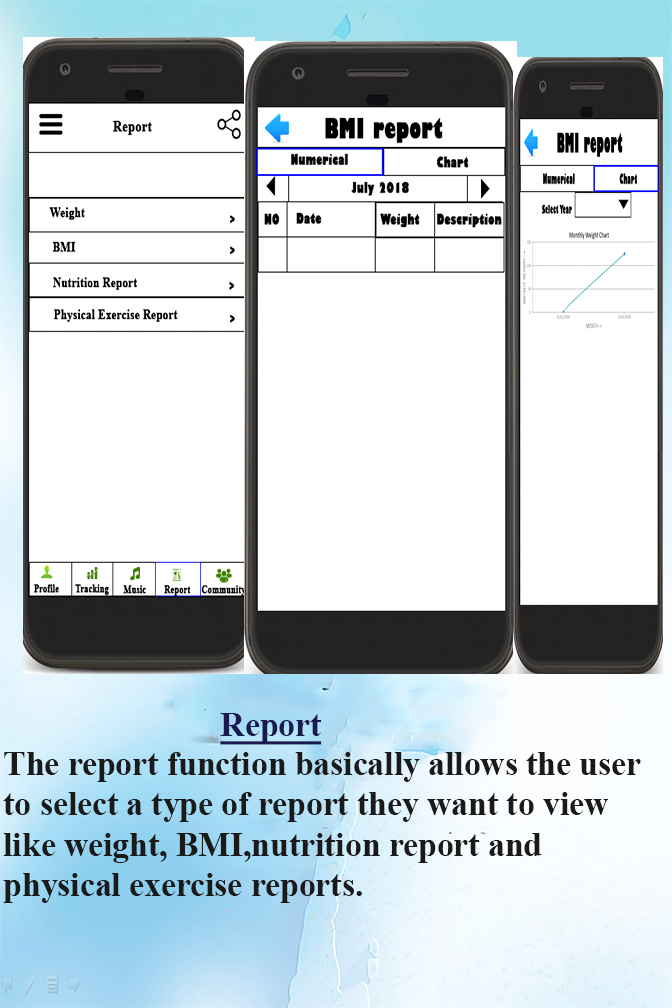 Report
Weight
>
BMI
>
Nutrition Report
>
Physical Exercise Report
>
Profile
Tracking
Music
Report
Community
BMI report
Numerical
Chart
July 2018
NO
Date
Weight
Description
BMI report
Numerical
Chart
Select Year
Monthly Weight Chart
MONTH
Report
The report function basically allows the user
to select a type of report they want to view
like weight, BMI,nutrition report and
physical exercise reports.